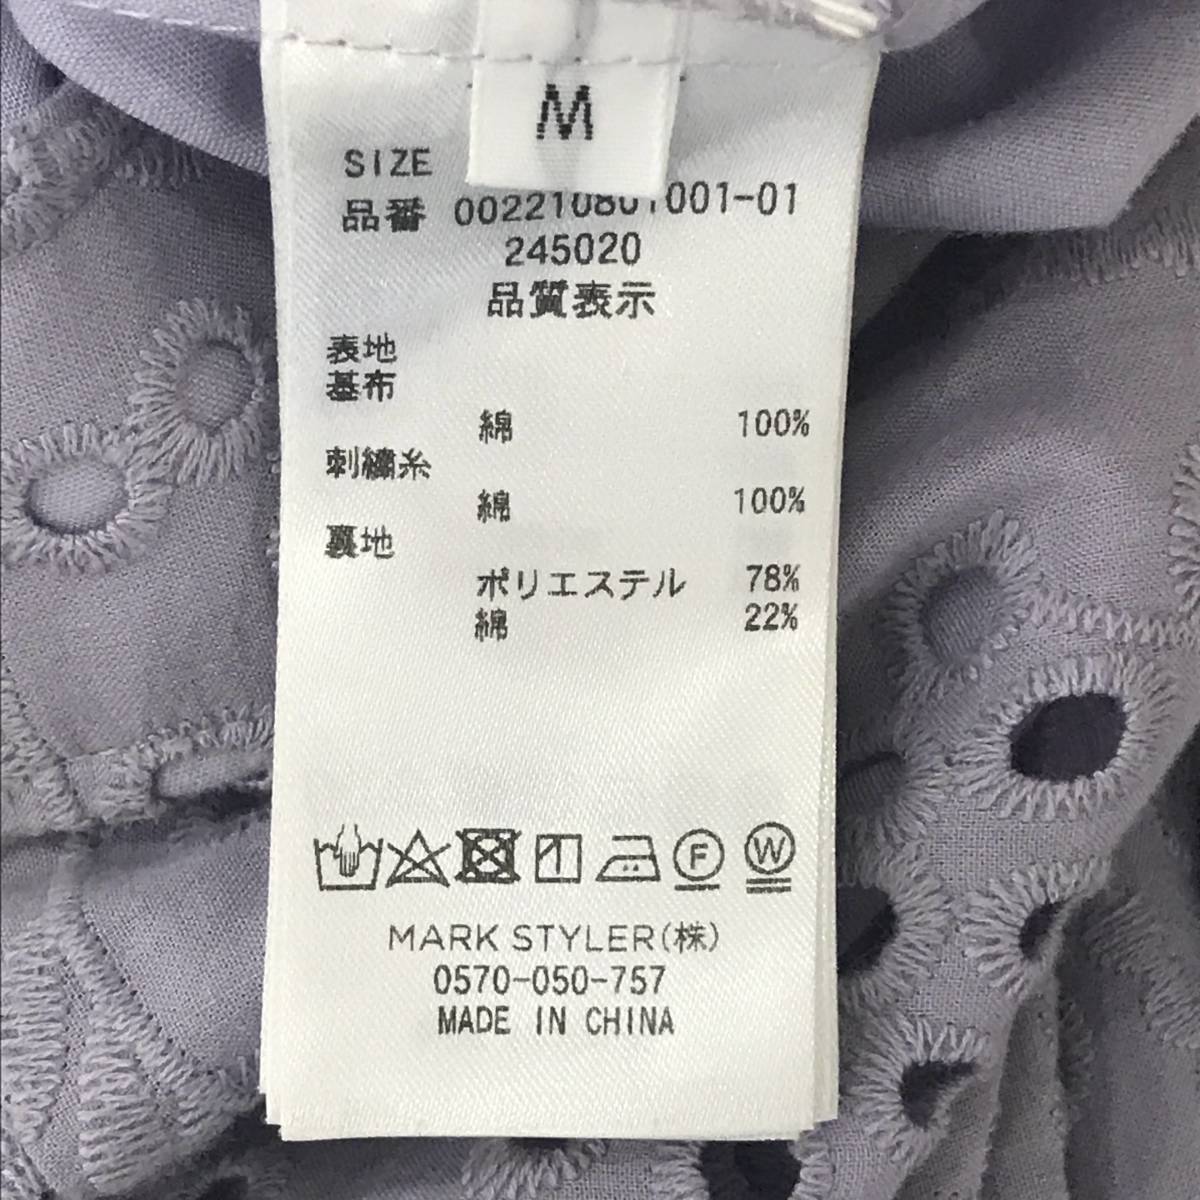 M
SIZE
品番 002210801001-01
245020
品質表示
表地
基布
綿 100%
刺繍糸
綿 100%
裏地
ポリエステル 78%
綿 22%
F W
MARK STYLER(株)
0570-050-757
MADE IN CHINA